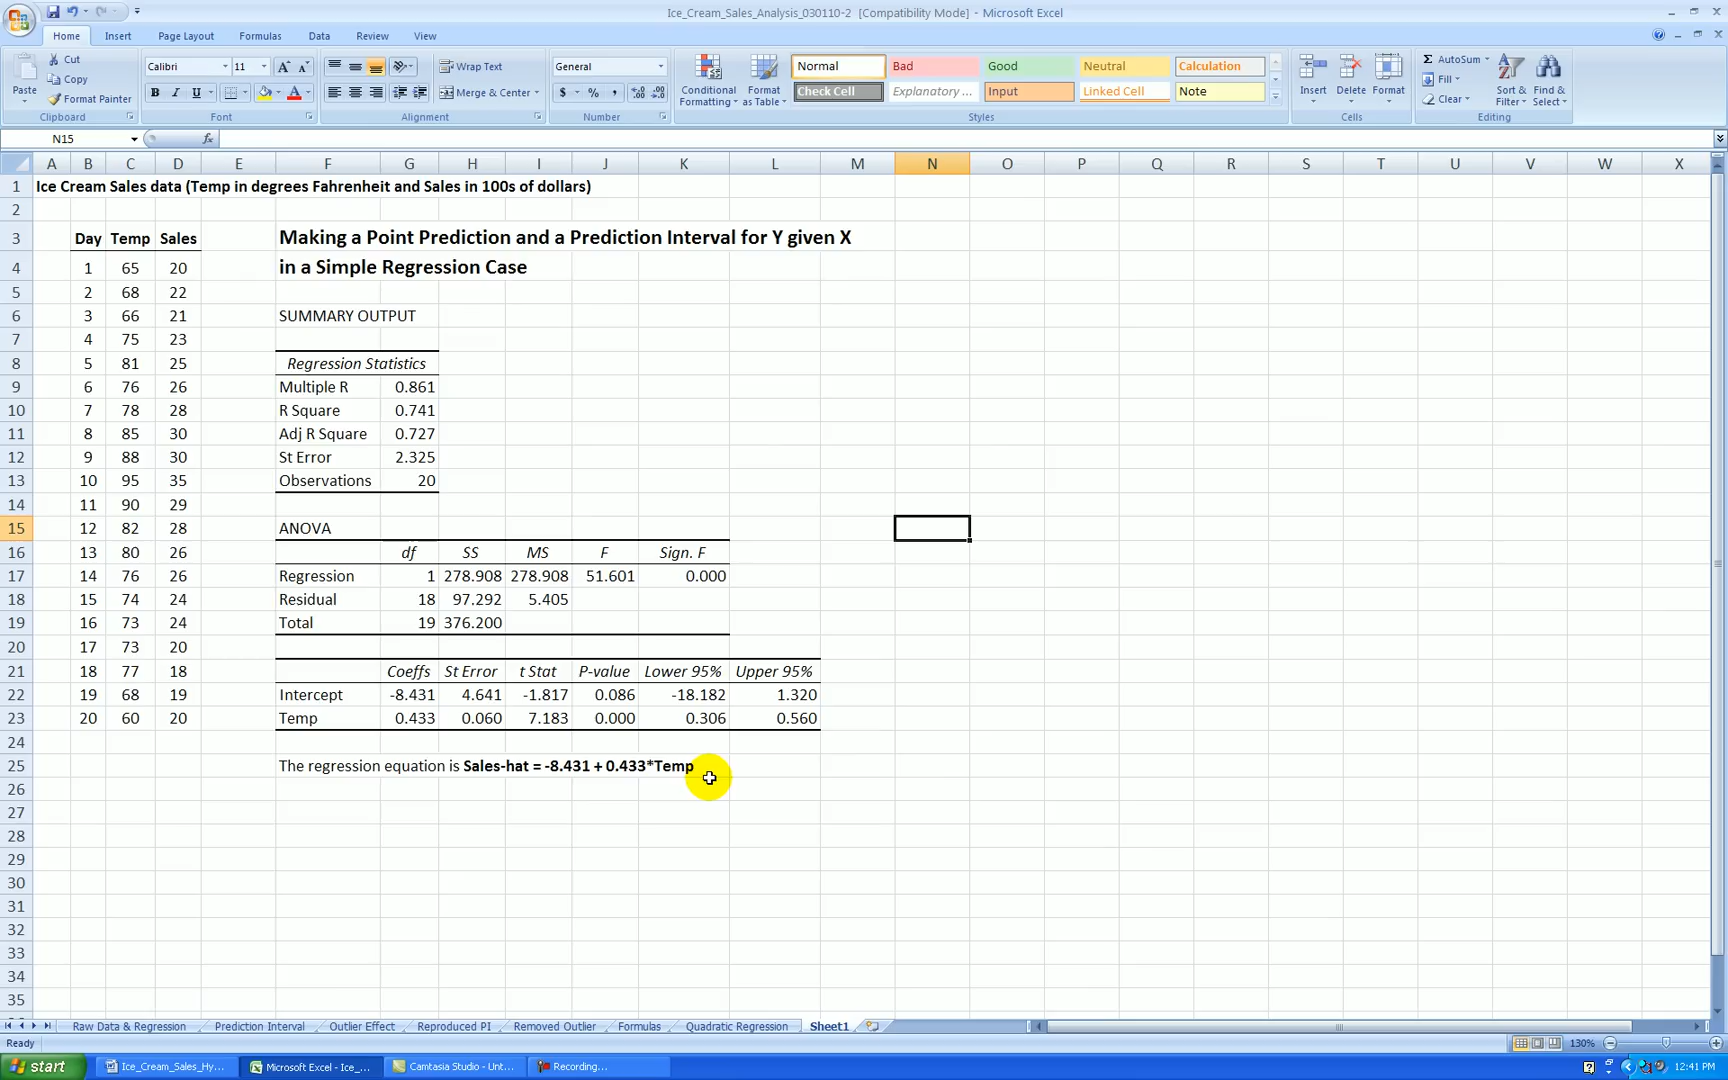 Ice_Cream_Sales_Analysis_030110-2 [Compatibility Mode] - Microsoft Excel
Home Insert Page Layout Formulas Data Review View
Cut
Copy
Format Painter
Paste
Clipboard
Calibri 11
B I U
Font
Wrap Text
Merge & Center
Alignment
General
$ % ,
Number
Conditional Formatting
Format as Table
Normal Bad Good Neutral Calculation
Check Cell Explanatory ... Input Linked Cell Note
Styles
Insert Delete Format
Cells
AutoSum
Fill
Clear
Sort & Filter
Find & Select
Editing
N15 fx
A B C D E F G H I J K L M N O P Q R S T U V W X
1 Ice Cream Sales data (Temp in degrees Fahrenheit and Sales in 100s of dollars)
2
3 Day Temp Sales Making a Point Prediction and a Prediction Interval for Y given X
4 1 65 20 in a Simple Regression Case
5 2 68 22
6 3 66 21 SUMMARY OUTPUT
7 4 75 23
8 5 81 25 Regression Statistics
9 6 76 26 Multiple R 0.861
10 7 78 28 R Square 0.741
11 8 85 30 Adj R Square 0.727
12 9 88 30 St Error 2.325
13 10 95 35 Observations 20
14 11 90 29
15 12 82 28 ANOVA
16 13 80 26 df SS MS F Sign. F
17 14 76 26 Regression 1 278.908 278.908 51.601 0.000
18 15 74 24 Residual 18 97.292 5.405
19 16 73 24 Total 19 376.200
20 17 73 20
21 18 77 18 Coeffs St Error t Stat P-value Lower 95% Upper 95%
22 19 68 19 Intercept -8.431 4.641 -1.817 0.086 -18.182 1.320
23 20 60 20 Temp 0.433 0.060 7.183 0.000 0.306 0.560
24
25 The regression equation is Sales-hat = -8.431 + 0.433*Temp
26
27
28
29
30
31
32
33
34
35
Raw Data & Regression Prediction Interval Outlier Effect Reproduced PI Removed Outlier Formulas Quadratic Regression Sheet1
Ready 130%
start Ice_Cream_Sales_Hy... Microsoft Excel - Ice_... Camtasia Studio - Unt... Recording... 12:41 PM